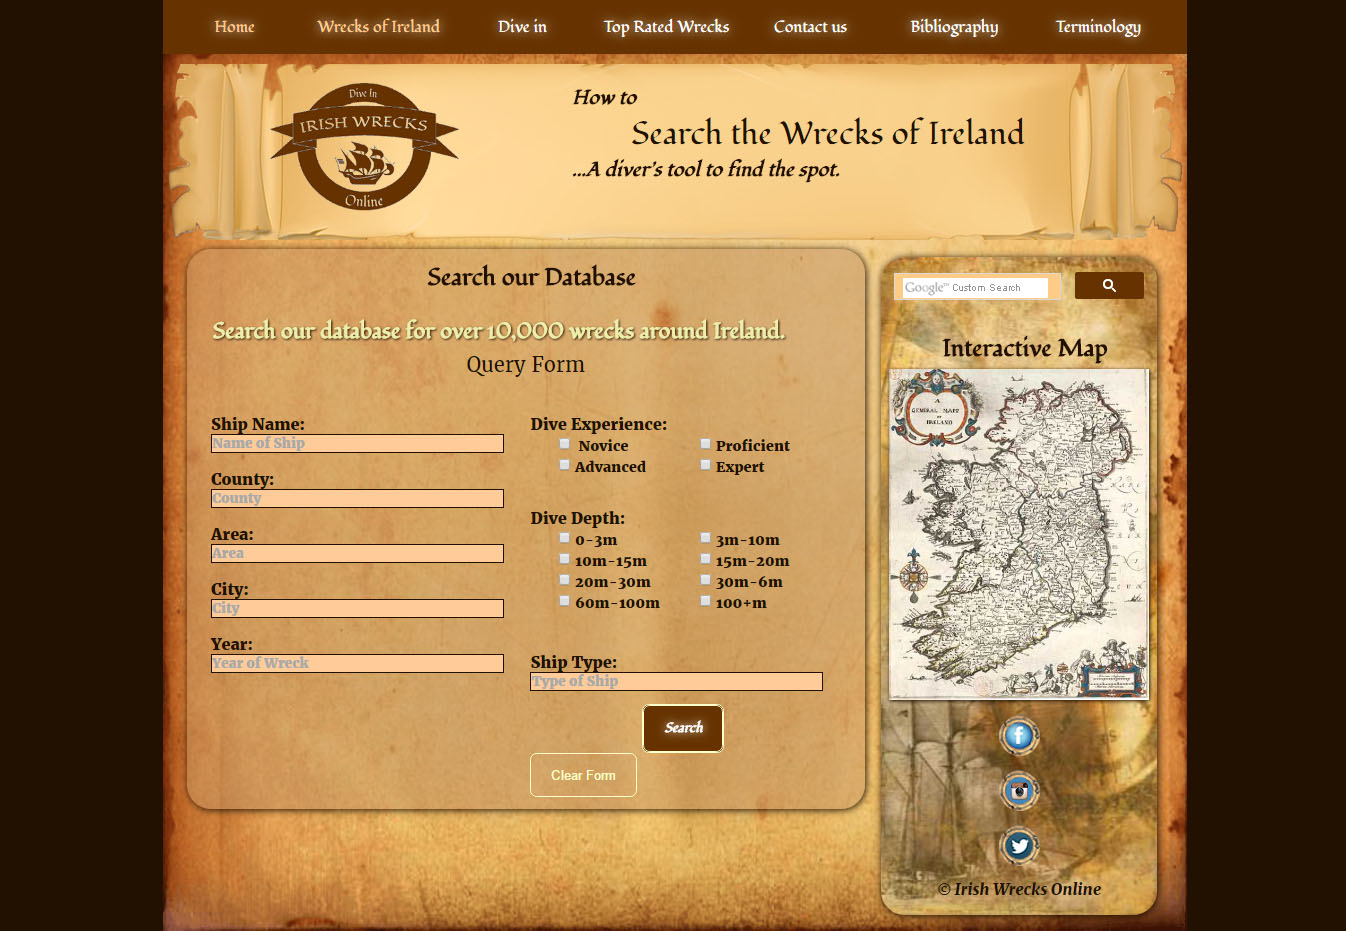 Home Wrecks of Ireland Dive in Top Rated Wrecks Contact us Bibliography Terminology
Dive In
IRISH WRECKS
Online
How to
Search the Wrecks of Ireland
...A diver's tool to find the spot.
Search our Database
Search our database for over 10,000 wrecks around Ireland.
Query Form
Ship Name:
Name of Ship
County:
County
Area:
Area
City:
City
Year:
Year of Wreck
Dive Experience:
Novice Proficient
Advanced Expert
Dive Depth:
0-3m 3m-10m
10m-15m 15m-20m
20m-30m 30m-6m
60m-100m 100+m
Ship Type:
Type of Ship
Search
Clear Form
Google™ Custom Search
Interactive Map
A
GENERALL MAPP
OF
IRELAND
© Irish Wrecks Online